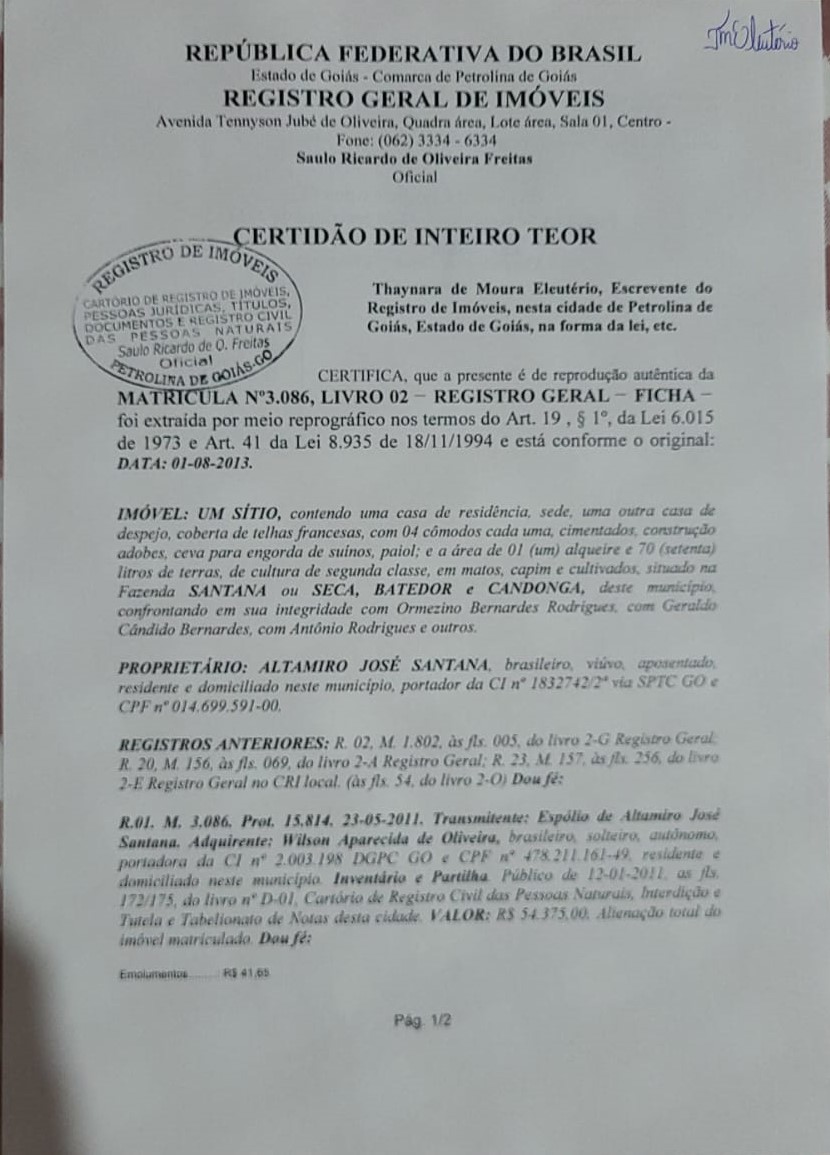 TmEleutério
REPÚBLICA FEDERATIVA DO BRASIL
Estado de Goiás - Comarca de Petrolina de Goiás
REGISTRO GERAL DE IMÓVEIS
Avenida Tennyson Jubé de Oliveira, Quadra área, Lote área, Sala 01, Centro -
Fone: (062) 3334 - 6334
Saulo Ricardo de Oliveira Freitas
Oficial
CERTIDÃO DE INTEIRO TEOR
REGISTRO DE IMÓVEIS
CARTÓRIO DE REGISTRO DE IMÓVEIS,
PESSOAS JURÍDICAS, TÍTULOS,
DOCUMENTOS E REGISTRO CIVIL
DAS PESSOAS NATURAIS
Saulo Ricardo de O. Freitas
Oficial
PETROLINA DE GOIÁS-GO
Thaynara de Moura Eleutério, Escrevente do
Registro de Imóveis, nesta cidade de Petrolina de
Goiás, Estado de Goiás, na forma da lei, etc.
CERTIFICA, que a presente é de reprodução autêntica da
MATRÍCULA Nº3.086, LIVRO 02 – REGISTRO GERAL – FICHA –
foi extraída por meio reprográfico nos termos do Art. 19 , § 1º, da Lei 6.015
de 1973 e Art. 41 da Lei 8.935 de 18/11/1994 e está conforme o original:
DATA: 01-08-2013.
IMÓVEL: UM SÍTIO, contendo uma casa de residência, sede, uma outra casa de
despejo, coberta de telhas francesas, com 04 cômodos cada uma, cimentados, construção
adobes, ceva para engorda de suínos, paiol; e a área de 01 (um) alqueire e 70 (setenta)
litros de terras, de cultura de segunda classe, em matos, capim e cultivados, situado na
Fazenda SANTANA ou SECA, BATEDOR e CANDONGA, deste município,
confrontando em sua integridade com Ormezino Bernardes Rodrigues, com Geraldo
Cândido Bernardes, com Antônio Rodrigues e outros.
PROPRIETÁRIO: ALTAMIRO JOSÉ SANTANA, brasileiro, viúvo, aposentado,
residente e domiciliado neste município, portador da CI nº 1832742/2ª via SPTC GO e
CPF nº 014.699.591-00.
REGISTROS ANTERIORES: R. 02, M. 1.802, às fls. 005, do livro 2-G Registro Geral;
R. 20, M. 156, às fls. 069, do livro 2-A Registro Geral; R. 23, M. 157, às fls. 256, do livro
2-E Registro Geral no CRI local. (às fls. 54, do livro 2-O) Dou fé:
R.01. M. 3.086. Prot. 15.814. 23-05-2011. Transmitente: Espólio de Altamiro José
Santana. Adquirente: Wilson Aparecida de Oliveira, brasileiro, solteiro, autônomo,
portadora da CI nº 2.003.198 DGPC GO e CPF nº 478.211.161-49, residente e
domiciliado neste município. Inventário e Partilha. Público de 12-01-2011, as fls.
172/175, do livro nº D-01, Cartório de Registro Civil das Pessoas Naturais, Interdição e
Tutela e Tabelionato de Notas desta cidade. VALOR: R$ 54.375,00. Alienação total do
imóvel matriculado. Dou fé:
Emolumentos........ R$ 41,65
Pág. 1/2